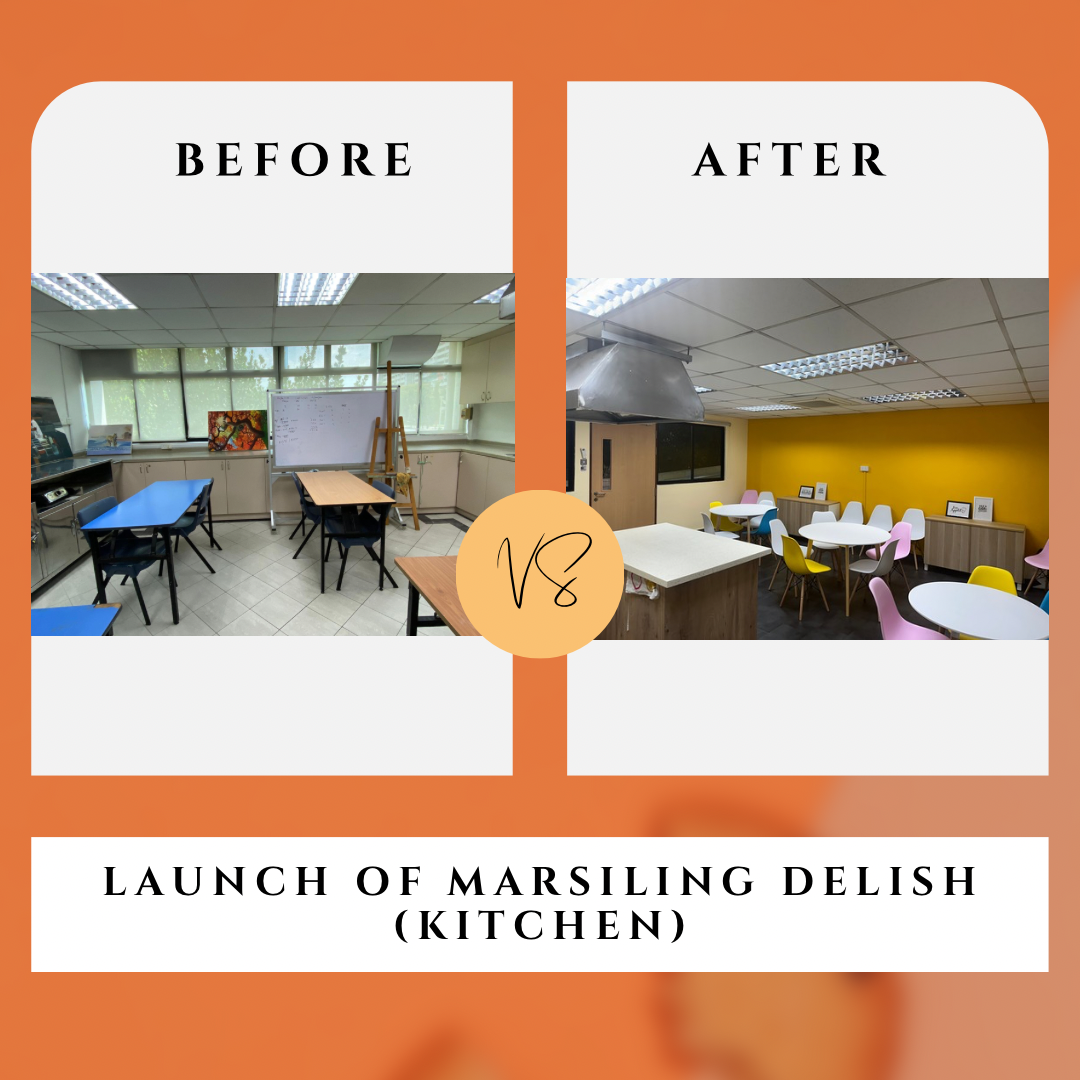 BEFORE
AFTER
VS
LAUNCH OF MARSILING DELISH
(KITCHEN)